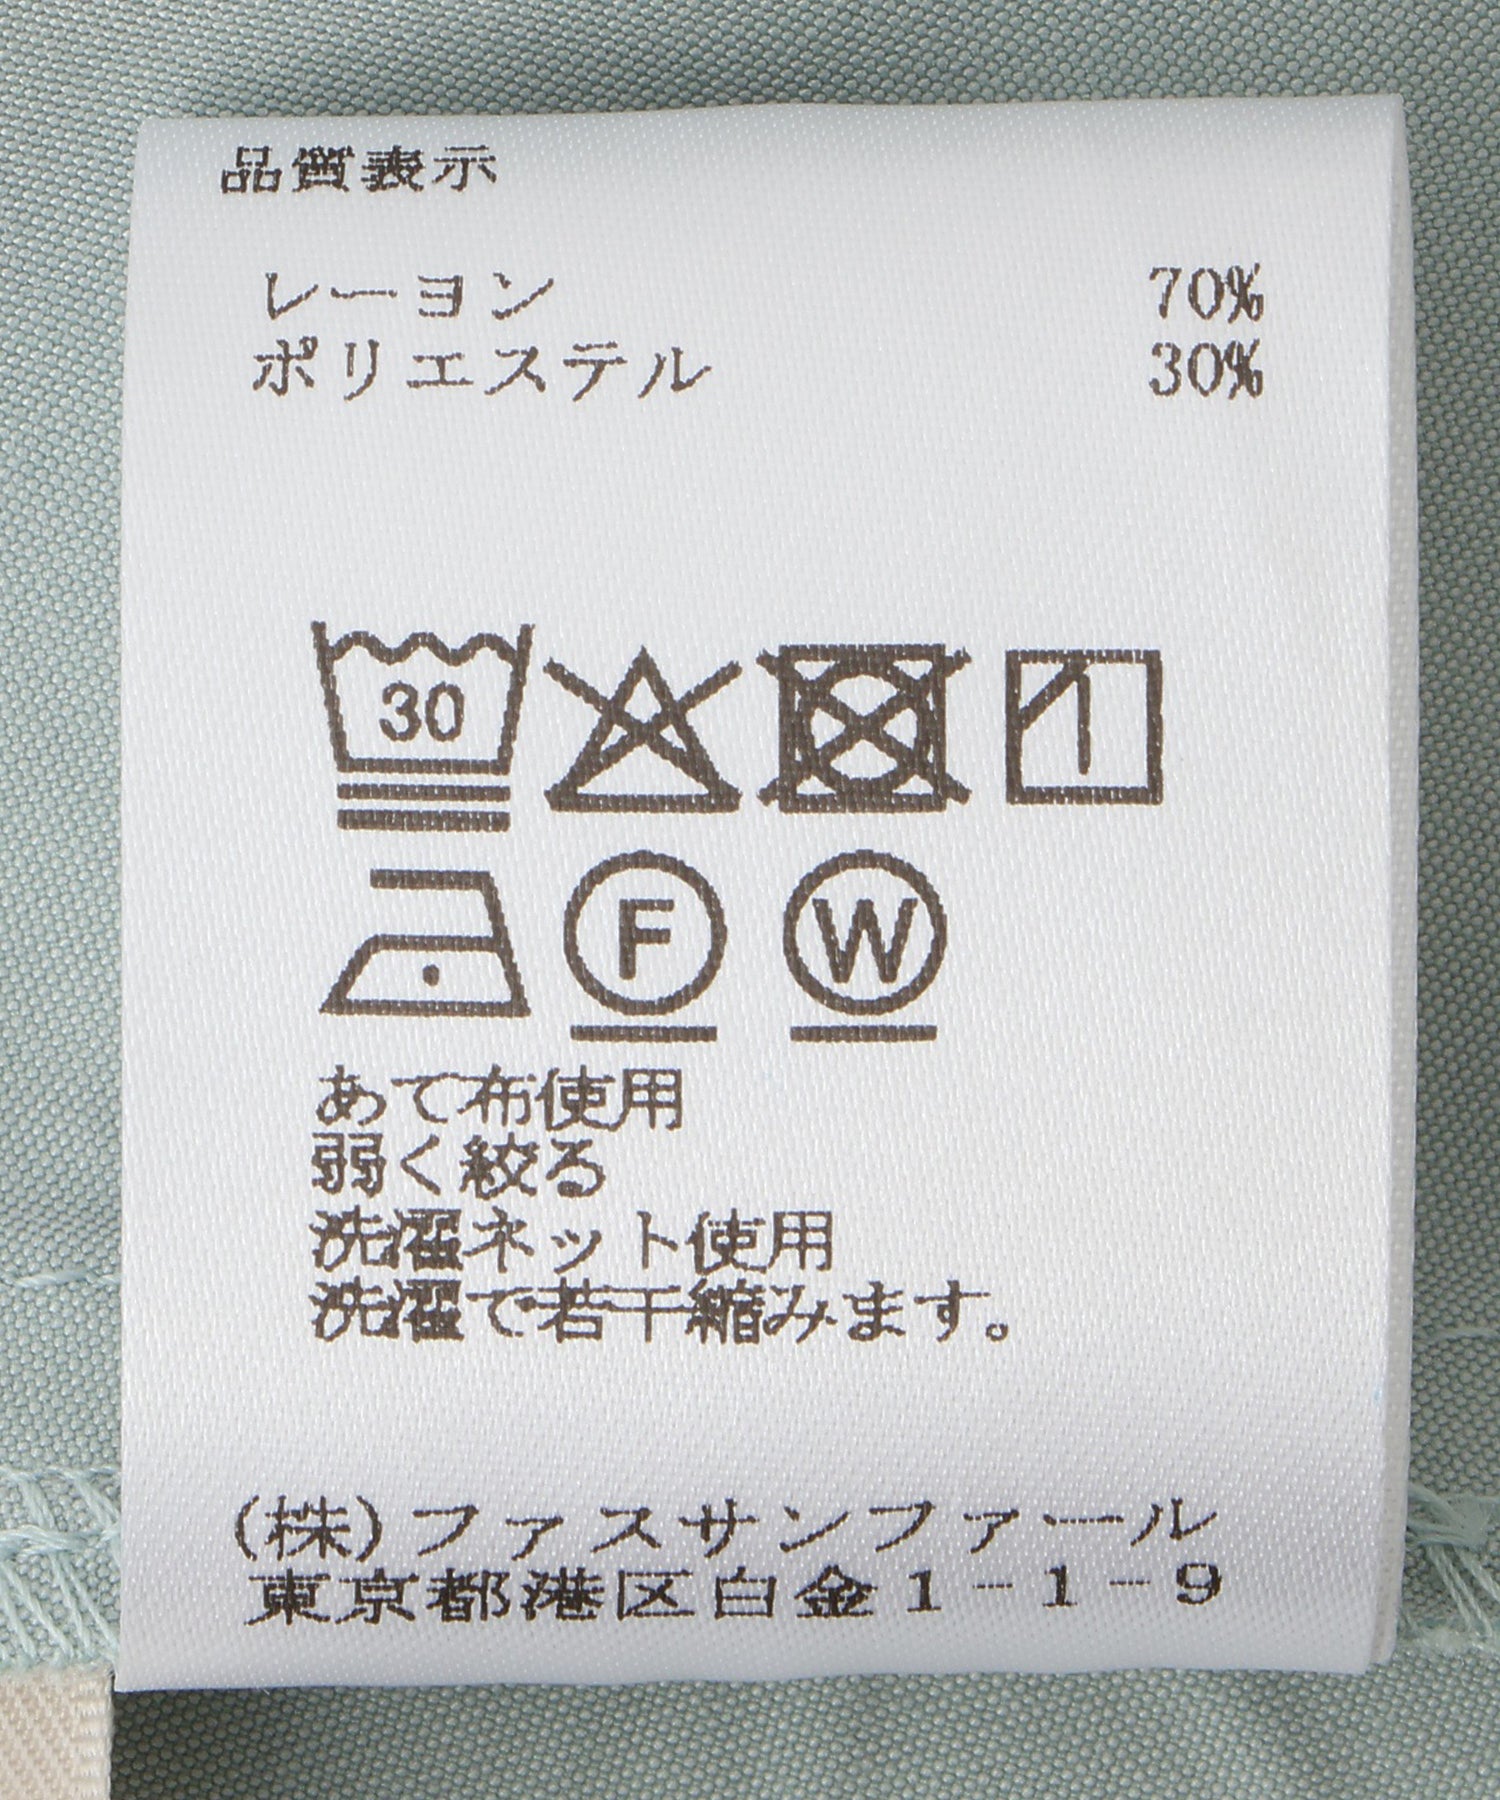 品質表示
レーヨン 70%
ポリエステル 30%
30
F W
あて布使用
弱く絞る
洗濯ネット使用
洗濯で若干縮みます。
(株)ファスサンファール
東京都港区白金1-1-9